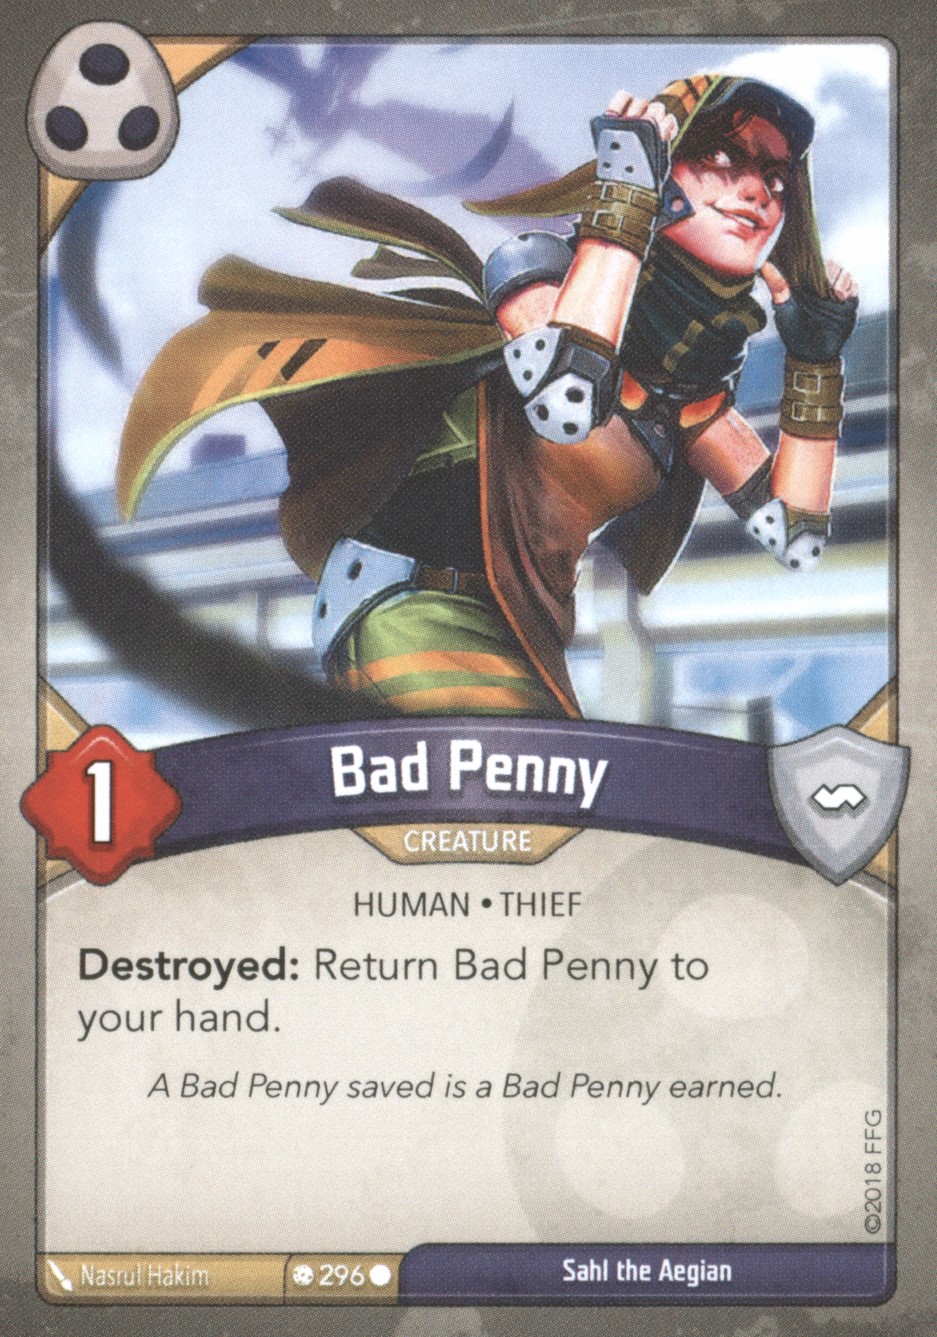 1
Bad Penny
CREATURE
HUMAN • THIEF
Destroyed: Return Bad Penny to
your hand.
A Bad Penny saved is a Bad Penny earned.
©2018 FFG
Nasrul Hakim
296
Sahl the Aegian